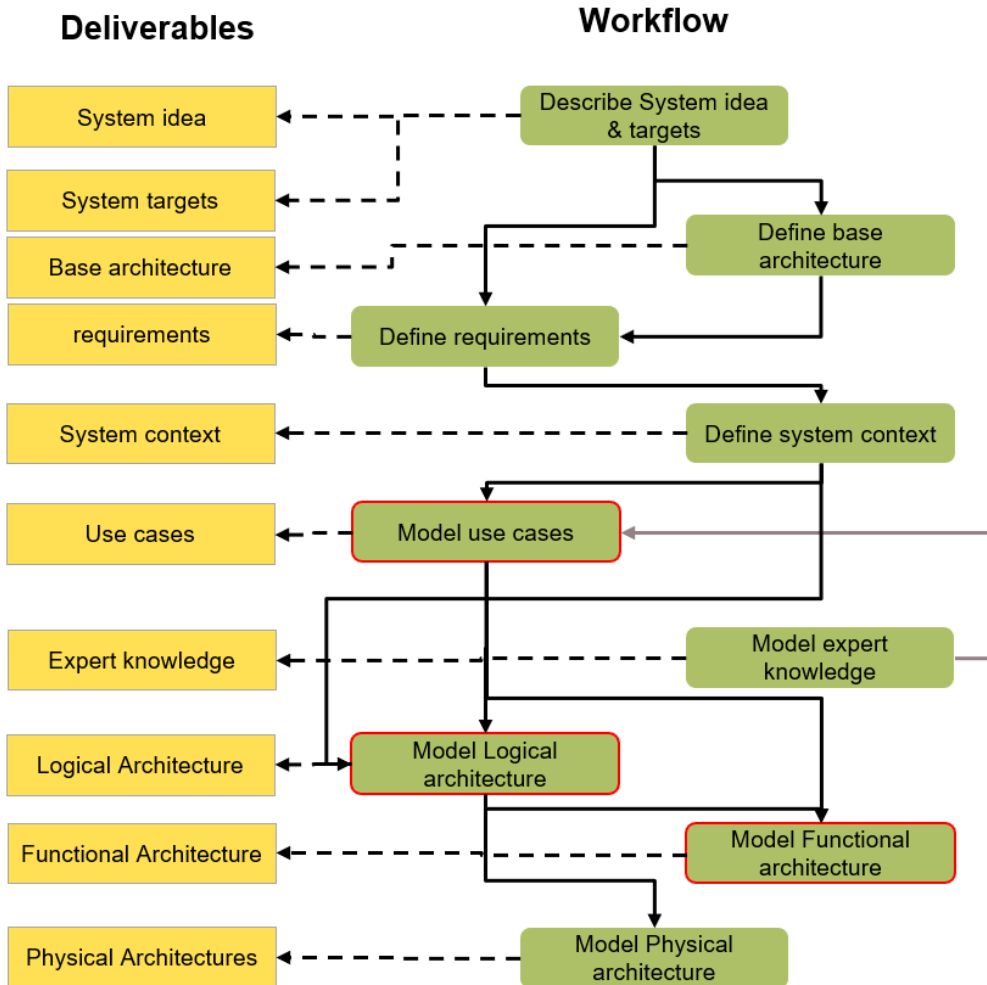 Deliverables
Workflow
System idea
Describe System idea
& targets
System targets
Base architecture
Define base
architecture
requirements
Define requirements
System context
Define system context
Use cases
Model use cases
Expert knowledge
Model expert
knowledge
Logical Architecture
Model Logical
architecture
Functional Architecture
Model Functional
architecture
Physical Architectures
Model Physical
architecture